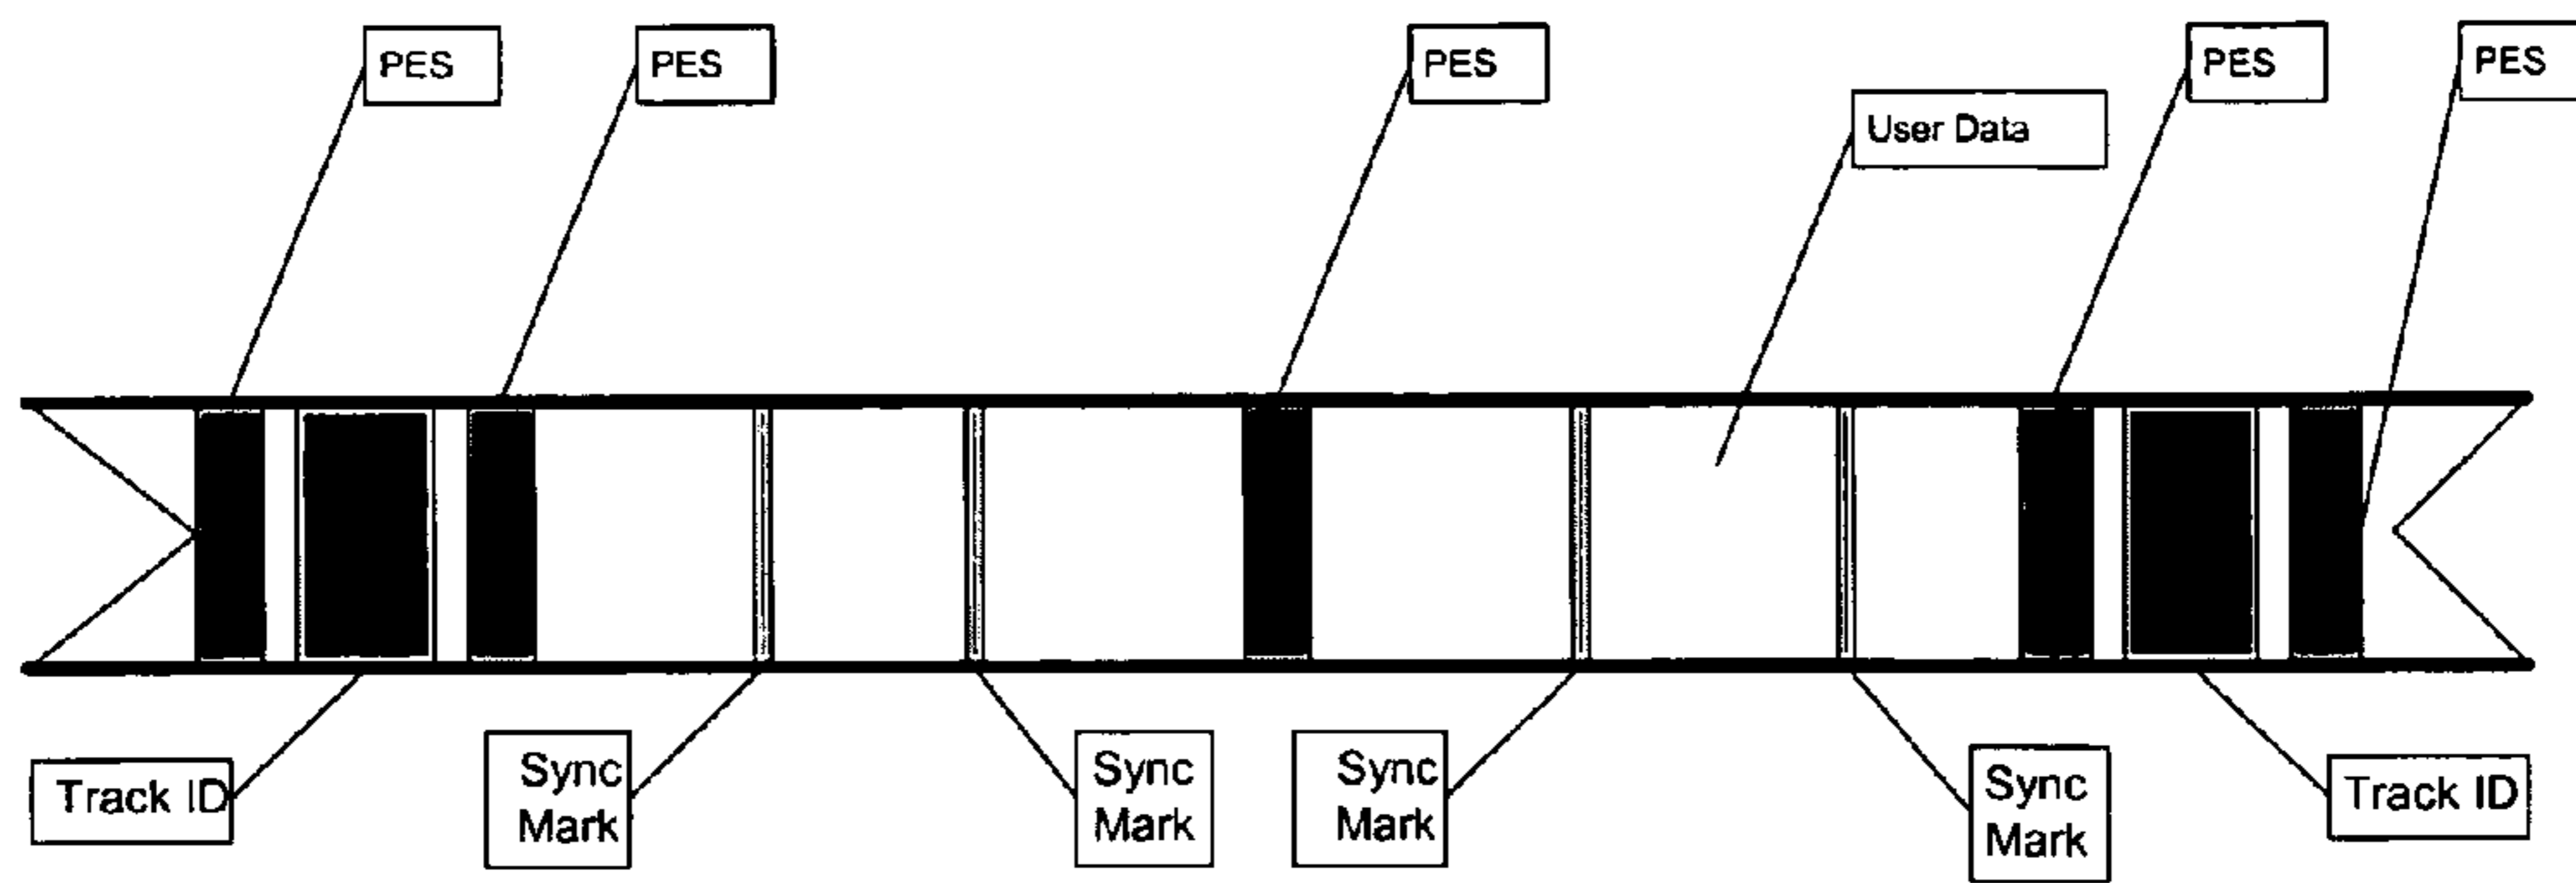 PES
PES
PES
PES
PES
User Data
Track ID
Sync
Mark
Sync
Mark
Sync
Mark
Sync
Mark
Track ID